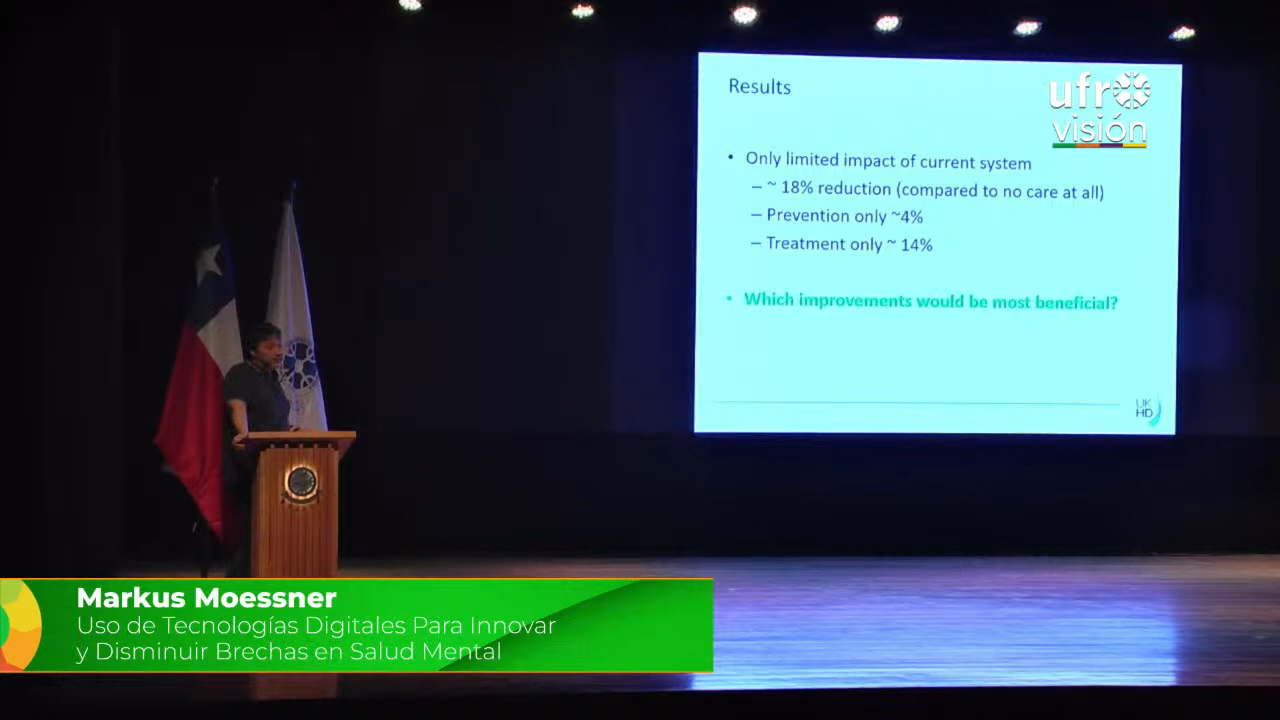 Results
ufro
visión
• Only limited impact of current system
– ~ 18% reduction (compared to no care at all)
– Prevention only ~4%
– Treatment only ~ 14%
• Which improvements would be most beneficial?
UK
HD
Markus Moessner
Uso de Tecnologías Digitales Para Innovar
y Disminuir Brechas en Salud Mental